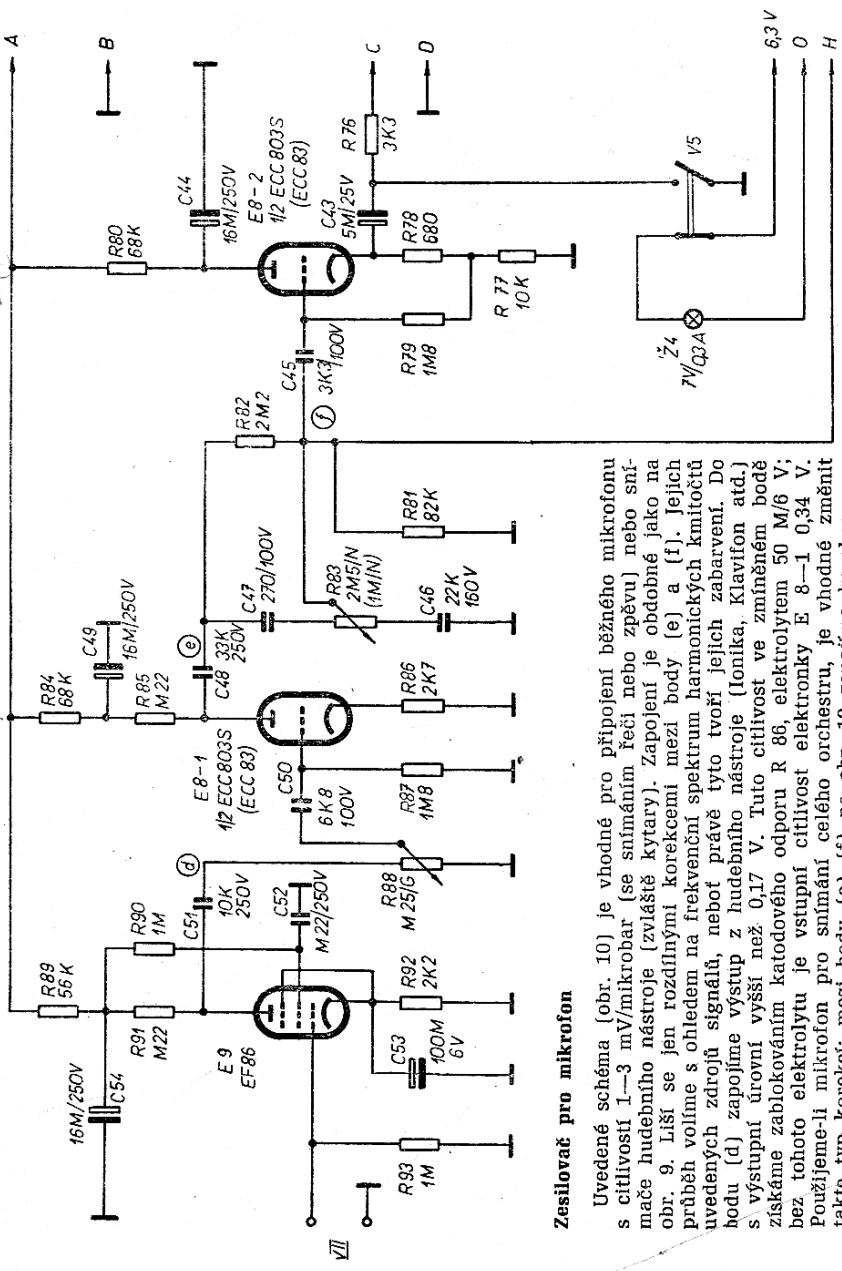 A
B
C
D
6,3 V
O
H
R80
68K
C44
16M/250V
E8-2
1/2 ECC803S
(ECC 83)
C43
5M/25V
R76
3K3
R78
680
R 77
10K
R79
1M8
C45
3K3/100V
f
R82
2M2
R81
82K
V5
Ž4
7V/0,3A
R84
68K
C49
16M/250V
R85
M22
e
C48
33K
250V
C47
270/100V
R83
2M5/N
(1M/N)
C46
22K
160V
E8-1
1/2 ECC803S
(ECC 83)
R86
2K7
C50
6K8
100V
R87
1M8
d
R88
M25/G
C51
10K
250V
C52
M22/250V
R89
56K
R90
1M
R91
M22
C54
16M/250V
E9
EF86
R92
2K2
C53
100M
6V
R93
1M
VII
Zesilovač pro mikrofon
Uvedené schéma (obr. 10) je vhodné pro připojení běžného mikrofonu
s citlivostí 1—3 mV/mikrobar (se snímáním řeči nebo zpěvu) nebo sní-
mače hudebního nástroje (zvláště kytary). Zapojení je obdobné jako na
obr. 9. Liší se jen rozdílnými korekcemi mezi body (e) a (f). Jejich
průběh volíme s ohledem na frekvenční spektrum harmonických kmitočtů
uvedených zdrojů signálů, neboť právě tyto tvoří jejich zabarvení. Do
bodu (d) zapojíme výstup z hudebního nástroje (Ionika, Klavifon atd.)
s výstupní úrovní vyšší než 0,17 V. Tuto citlivost ve zmíněném bodě
získáme zablokováním katodového odporu R 86, elektrolytem 50 M/6 V;
bez tohoto elektrolytu je vstupní citlivost elektronky E 8—1 0,34 V.
Použijeme-li mikrofon pro snímání celého orchestru, je vhodné změnit